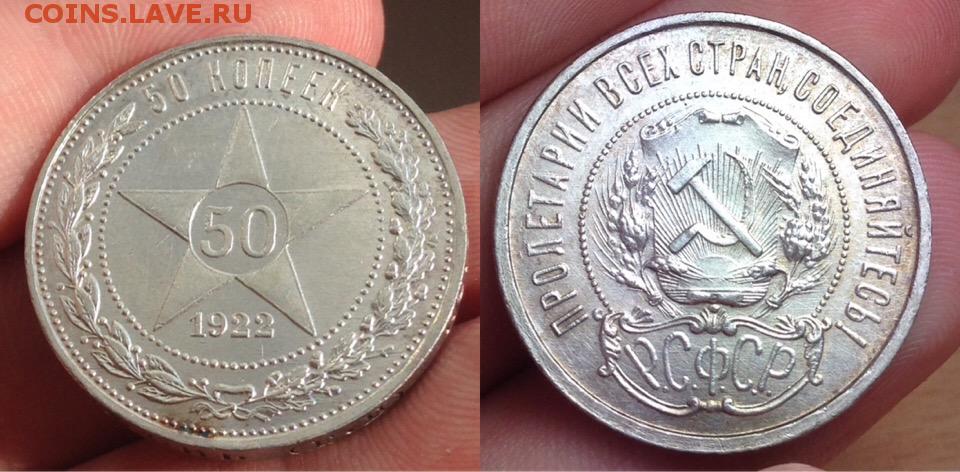 COINS.LAVE.RU
50 КОПЕЕК
50
1922
ПРОЛЕТАРИИ ВСЕХ СТРАН, СОЕДИНЯЙТЕСЬ!
Р.С.Ф.С.Р.